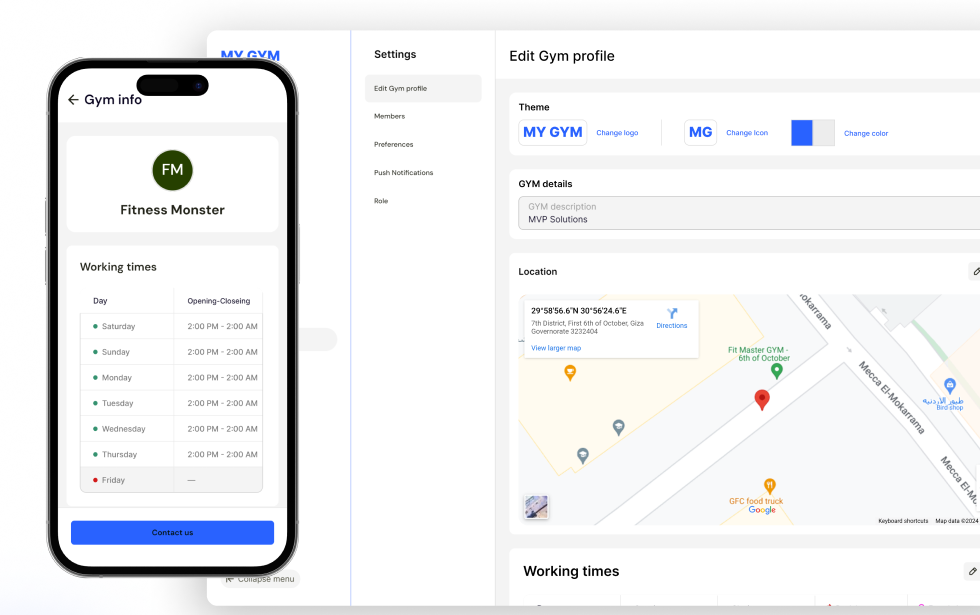 Gym info
FM
Fitness Monster
Working times
Day Opening-Closeing
Saturday 2:00 PM - 2:00 AM
Sunday 2:00 PM - 2:00 AM
Monday 2:00 PM - 2:00 AM
Tuesday 2:00 PM - 2:00 AM
Wednesday 2:00 PM - 2:00 AM
Thursday 2:00 PM - 2:00 AM
Friday —
Contact us
MY GYM
Collapse menu
Settings
Edit Gym profile
Members
Preferences
Push Notifications
Role
Edit Gym profile
Theme
MY GYM Change logo MG Change Icon Change color
GYM details
GYM description
MVP Solutions
Location
29°58'56.6"N 30°56'24.6"E
7th District, First 6th of October, Giza
Governorate 3232404
Directions
View larger map
Fit Master GYM -
6th of October
Mokarrama
Mecca El-Mokarrama
طيور الأردنية
Bird shop
Mecca El-
GFC food truck
Google
Keyboard shortcuts Map data ©2024
Working times